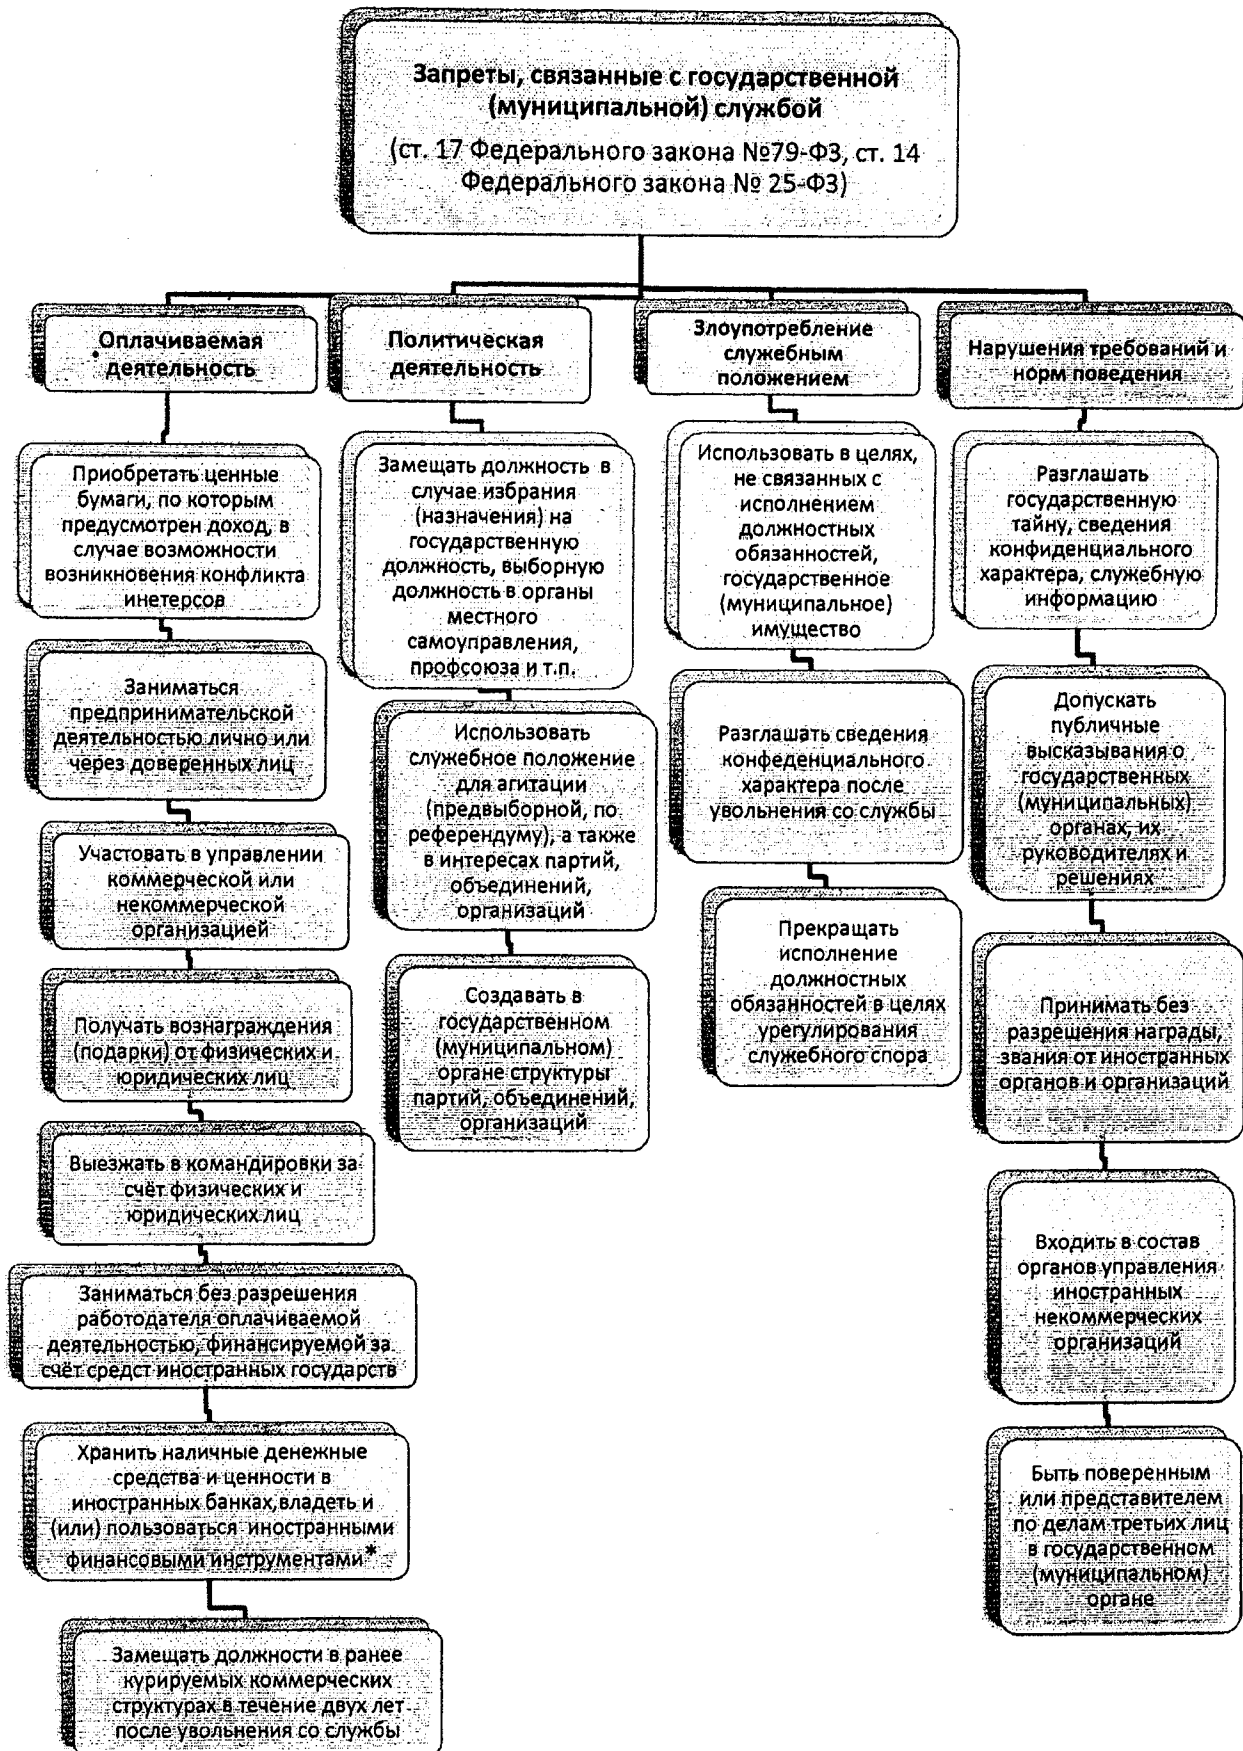 Запреты, связанные с государственной
(муниципальной) службой
(ст. 17 Федерального закона №79-ФЗ, ст. 14
Федерального закона № 25-ФЗ)
Оплачиваемая
деятельность
Приобретать ценные
бумаги, по которым
предусмотрен доход, в
случае возможности
возникновения конфликта
инетерсов
Заниматься
предпринимательской
деятельностью лично или
через доверенных лиц
Участовать в управлении
коммерческой или
некоммерческой
организацией
Получать вознаграждения
(подарки) от физических и
юридических лиц
Выезжать в командировки за
счёт физических и
юридических лиц
Заниматься без разрешения
работодателя оплачиваемой
деятельностью, финансируемой за
счёт средст иностранных государств
Хранить наличные денежные
средства и ценности в
иностранных банках, владеть и
(или) пользоваться иностранными
финансовыми инструментами*
Замещать должности в ранее
курируемых коммерческих
структурах в течение двух лет
после увольнения со службы
Политическая
деятельность
Замещать должность в
случае избрания
(назначения) на
государственную
должность, выборную
должность в органы
местного
самоуправления,
профсоюза и т.п.
Использовать
служебное положение
для агитации
(предвыборной, по
референдуму), а также
в интересах партий,
объединений,
организаций
Создавать в
государственном
(муниципальном)
органе структуры
партий, объединений,
организаций
Злоупотребление
служебным
положением
Использовать в целях,
не связанных с
исполнением
должностных
обязанностей,
государственное
(муниципальное)
имущество
Разглашать сведения
конфеденциального
характера после
увольнения со службы
Прекращать
исполнение
должностных
обязанностей в целях
урегулирования
служебного спора
Нарушения требований и
норм поведения
Разглашать
государственную
тайну, сведения
конфиденциального
характера, служебную
информацию
Допускать
публичные
высказывания о
государственных
(муниципальных)
органах, их
руководителях и
решениях
Принимать без
разрешения награды,
звания от иностранных
органов и организаций
Входить в состав
органов управления
иностранных
некоммерческих
организаций
Быть поверенным
или представителем
по делам третьих лиц
в государственном
(муниципальном)
органе